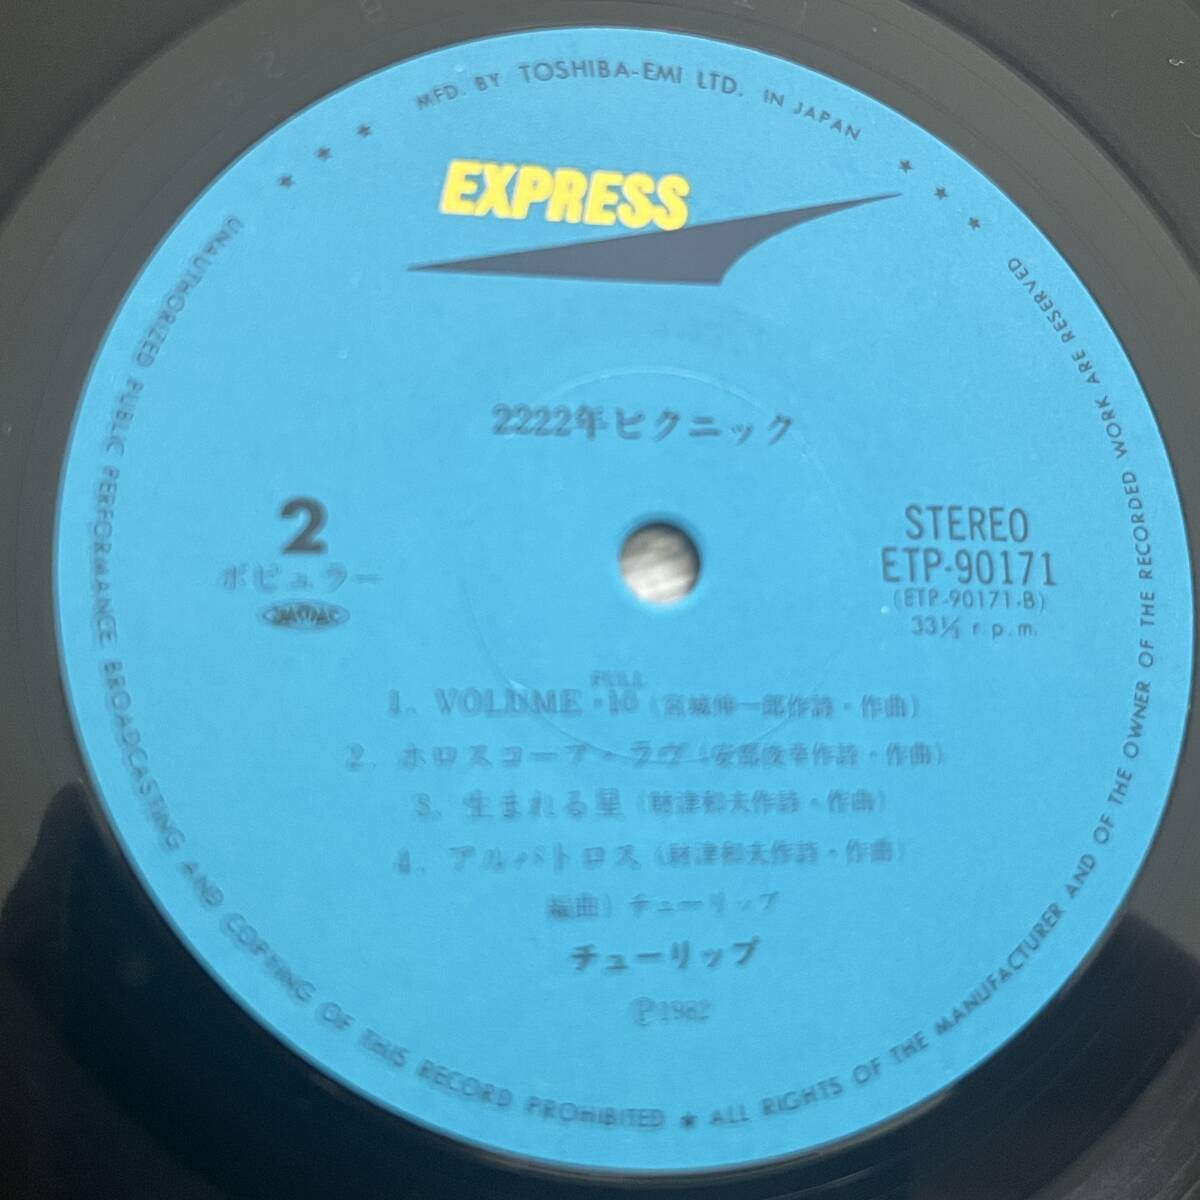 MFD. BY TOSHIBA-EMI LTD. IN JAPAN
EXPRESS
2222年ピクニック
2
ポピュラー
STEREO
ETP-90171
(ETP-90171-B)
33⅓ r.p.m.
FULL
1. VOLUME・10 (宮城伸一郎作詩・作曲)
2. ホロスコープ・ラヴ (安部俊幸作詩・作曲)
3. 生まれる星 (財津和夫作詩・作曲)
4. アルバトロス (財津和夫作詩・作曲)
編曲) チューリップ
チューリップ
Ⓟ1982
UNAUTHORIZED PUBLIC PERFORMANCE BROADCASTING AND COPYING OF THIS RECORD PROHIBITED ★ ALL RIGHTS OF THE MANUFACTURER AND OF THE OWNER OF THE RECORDED WORK ARE RESERVED